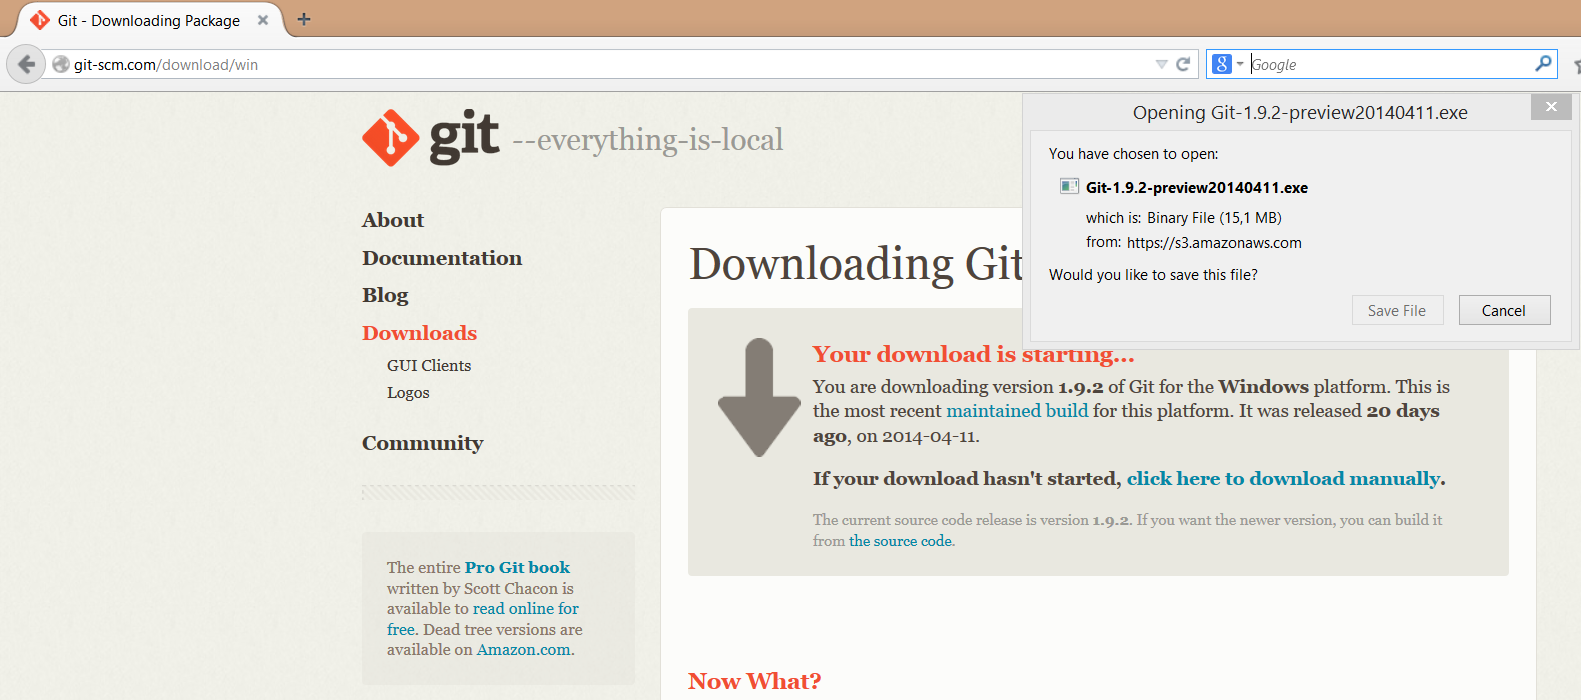 Git - Downloading Package
git-scm.com/download/win
Google
git --everything-is-local
About
Documentation
Blog
Downloads
GUI Clients
Logos
Community
The entire Pro Git book
written by Scott Chacon is
available to read online for
free. Dead tree versions are
available on Amazon.com.
Downloading Git
Your download is starting...
You are downloading version 1.9.2 of Git for the Windows platform. This is
the most recent maintained build for this platform. It was released 20 days
ago, on 2014-04-11.
If your download hasn't started, click here to download manually.
The current source code release is version 1.9.2. If you want the newer version, you can build it
from the source code.
Now What?
Opening Git-1.9.2-preview20140411.exe
You have chosen to open:
Git-1.9.2-preview20140411.exe
which is: Binary File (15,1 MB)
from: https://s3.amazonaws.com
Would you like to save this file?
Save File
Cancel